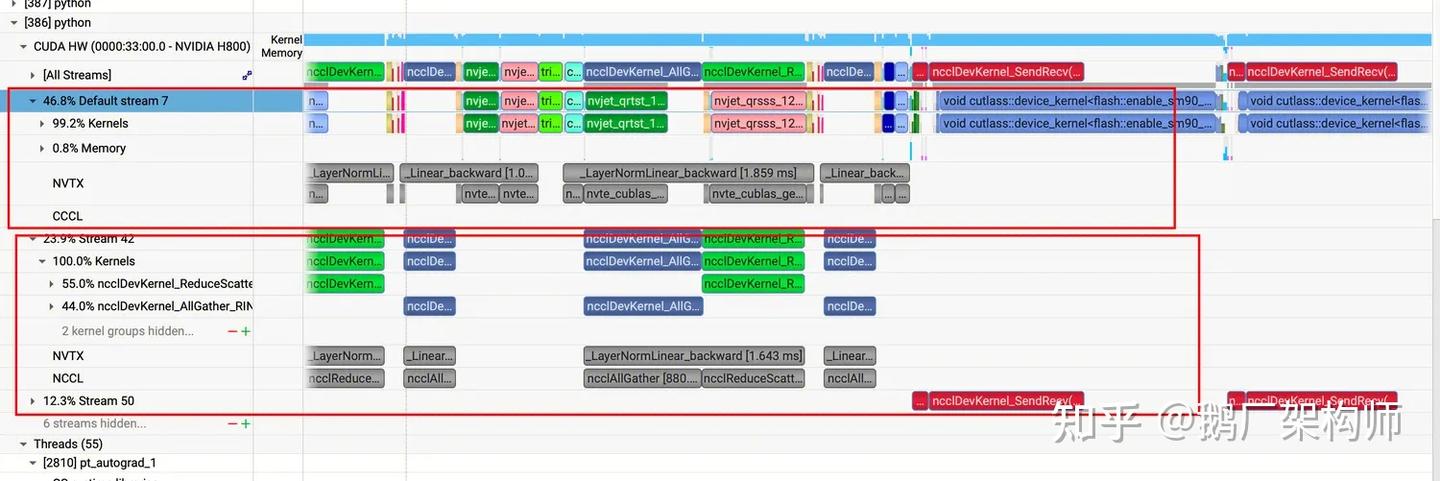 [387] python
[386] python
CUDA HW (0000:33:00.0 - NVIDIA H800) Kernel
Memory
[All Streams] ncclDevKern... ncclDe... nvje... nvje... tri... c... ncclDevKernel_AllG... ncclDevKernel_R... ncclDe... ... ... ncclDevKernel_SendRecv(... n... ncclDevKernel_SendRecv(...
46.8% Default stream 7 n... nvje... nvje... tri... c... nvjet_qrtst_1... nvjet_qrsss_12... ... void cutlass::device_kernel<flash::enable_sm90_... void cutlass::device_kernel<flas...
99.2% Kernels n... nvje... nvjet... tri... c... nvjet_qrtst_1... nvjet_qrsss_12... ... void cutlass::device_kernel<flash::enable_sm90_... void cutlass::device_kernel<flas...
0.8% Memory
NVTX _LayerNormLi... _Linear_backward [1.0... _LayerNormLinear_backward [1.859 ms] _Linear_back...
n... nvte... nvte... n... nvte_cublas_... nvte_cublas_ge... ... ...
CCCL
23.9% Stream 42 ncclDevKern... ncclDe... ncclDevKernel_AllG... ncclDevKernel_R... ncclDe...
100.0% Kernels ncclDevKern... ncclDe... ncclDevKernel_AllG... ncclDevKernel_R... ncclDe...
55.0% ncclDevKernel_ReduceScatte ncclDevKern... ncclDevKernel_R...
44.0% ncclDevKernel_AllGather_RIN ncclDe... ncclDevKernel_AllG... ncclDe...
2 kernel groups hidden...
NVTX _LayerNorm... _Linear... _LayerNormLinear_backward [1.643 ms] _Linear...
NCCL ncclReduce... ncclAll... ncclAllGather [880.... ncclReduceScatt... ncclAll...
12.3% Stream 50 ... ncclDevKernel_SendRecv(... n... ncclDevKernel_SendRecv(...
6 streams hidden...
知乎 @鹅厂架构师
Threads (55)
[2810] pt_autograd_1